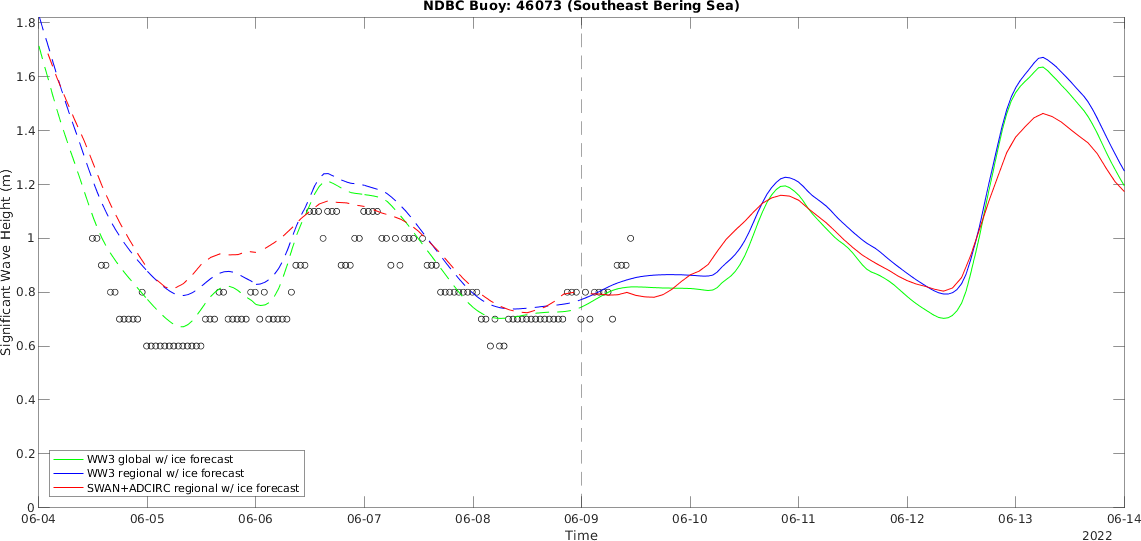 NDBC Buoy: 46073 (Southeast Bering Sea)
Significant Wave Height (m)
1.8
1.6
1.4
1.2
1
0.8
0.6
0.4
0.2
0
WW3 global w/ ice forecast
WW3 regional w/ ice forecast
SWAN+ADCIRC regional w/ ice forecast
06-04 06-05 06-06 06-07 06-08 06-09 06-10 06-11 06-12 06-13 06-14
Time
2022